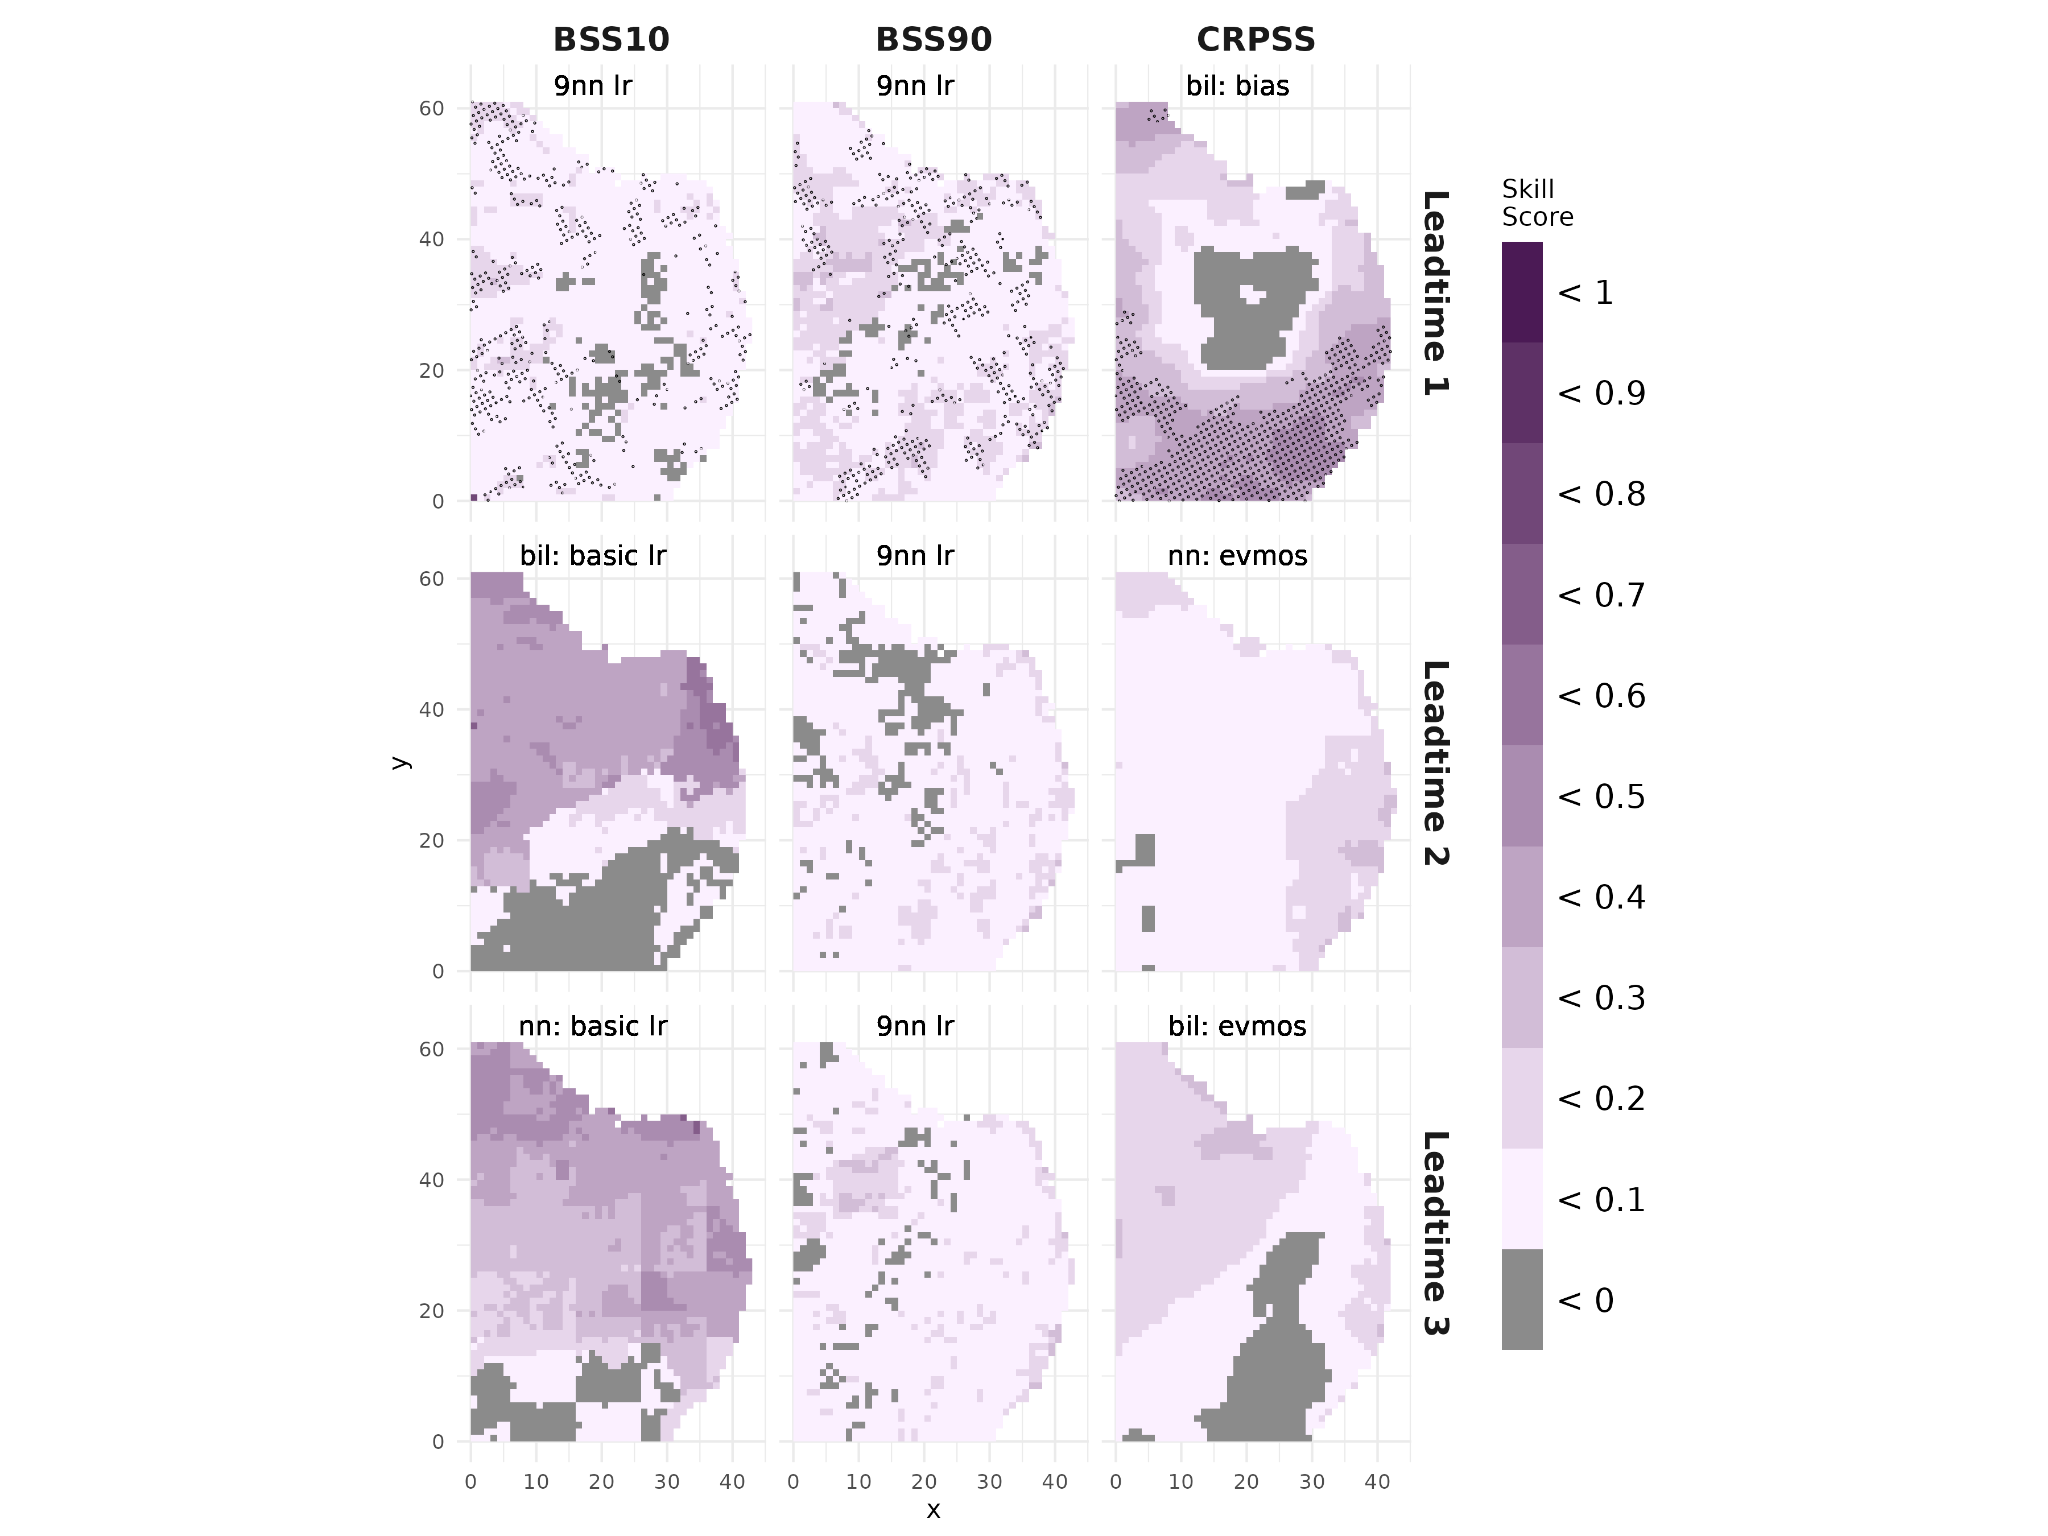 BSS10 BSS90 CRPSS
9nn lr 9nn lr bil: bias
60
40
20
0
Leadtime 1
bil: basic lr 9nn lr nn: evmos
60
40
20
0
Leadtime 2
nn: basic lr 9nn lr bil: evmos
60
40
20
0
Leadtime 3
0 10 20 30 40 0 10 20 30 40 0 10 20 30 40
x
y
Skill
Score
< 1
< 0.9
< 0.8
< 0.7
< 0.6
< 0.5
< 0.4
< 0.3
< 0.2
< 0.1
< 0